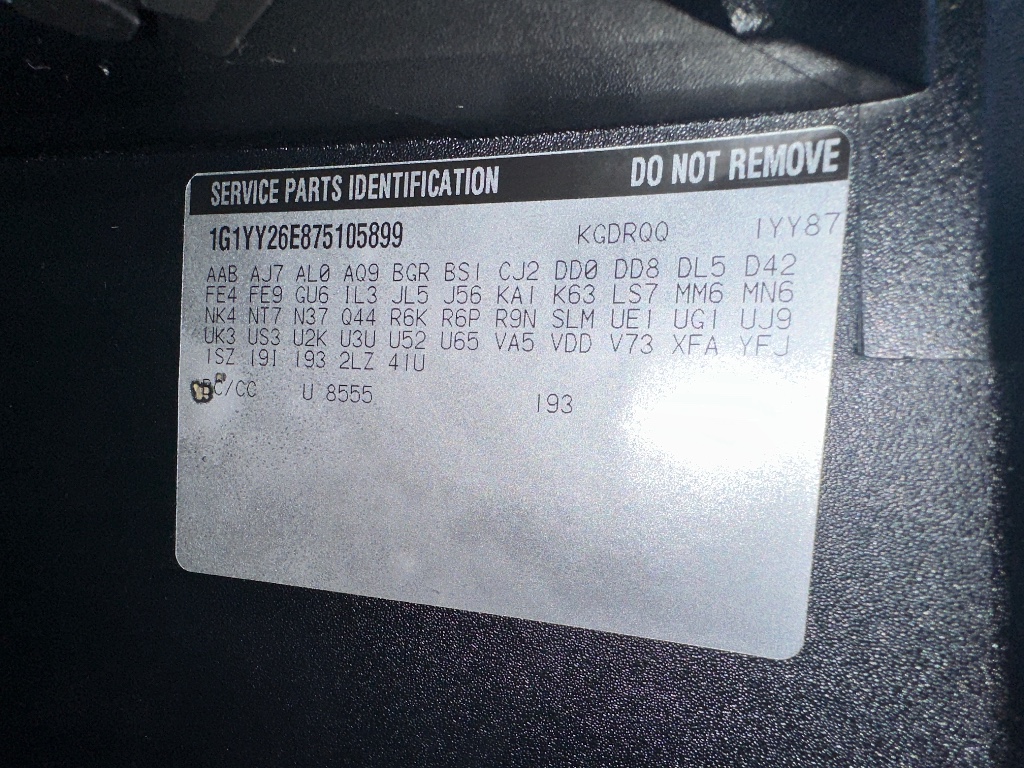 SERVICE PARTS IDENTIFICATION DO NOT REMOVE
1G1YY26E875105899 KGDRQQ 1YY87
AAB AJ7 AL0 AQ9 BGR BS1 CJ2 DD0 DD8 DL5 D42
FE4 FE9 GU6 IL3 JL5 J56 KA1 K63 LS7 MM6 MN6
NK4 NT7 N37 Q44 R6K R6P R9N SLM UE1 UG1 UJ9
UK3 US3 U2K U3U U52 U65 VA5 VDD V73 XFA YFJ
1SZ 19I 193 2LZ 4IU
BC/CC U 8555 193